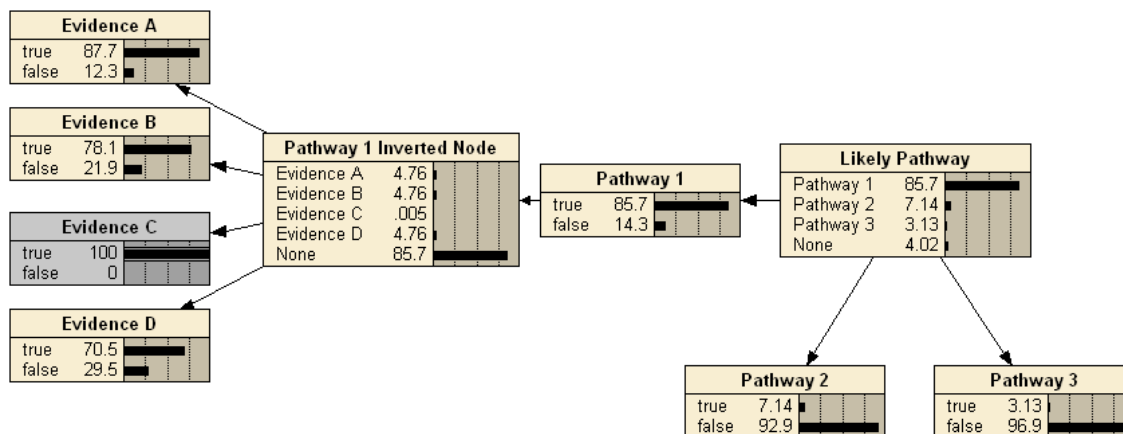 Evidence A
true 87.7
false 12.3
Evidence B
true 78.1
false 21.9
Evidence C
true 100
false 0
Evidence D
true 70.5
false 29.5
Pathway 1 Inverted Node
Evidence A 4.76
Evidence B 4.76
Evidence C .005
Evidence D 4.76
None 85.7
Pathway 1
true 85.7
false 14.3
Likely Pathway
Pathway 1 85.7
Pathway 2 7.14
Pathway 3 3.13
None 4.02
Pathway 2
true 7.14
false 92.9
Pathway 3
true 3.13
false 96.9